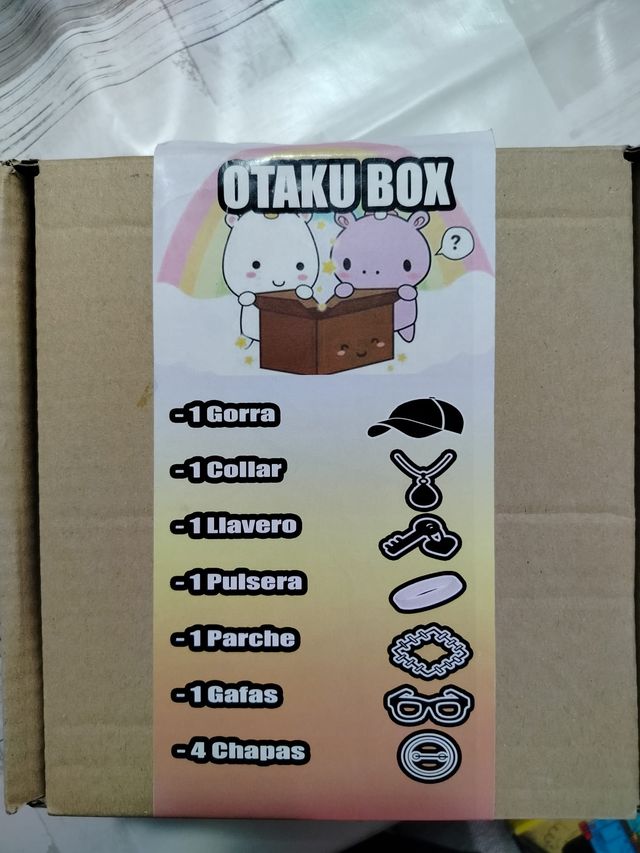 OTAKU BOX
?
-1 Gorra
-1 Collar
-1 Llavero
-1 Pulsera
-1 Parche
-1 Gafas
-4 Chapas